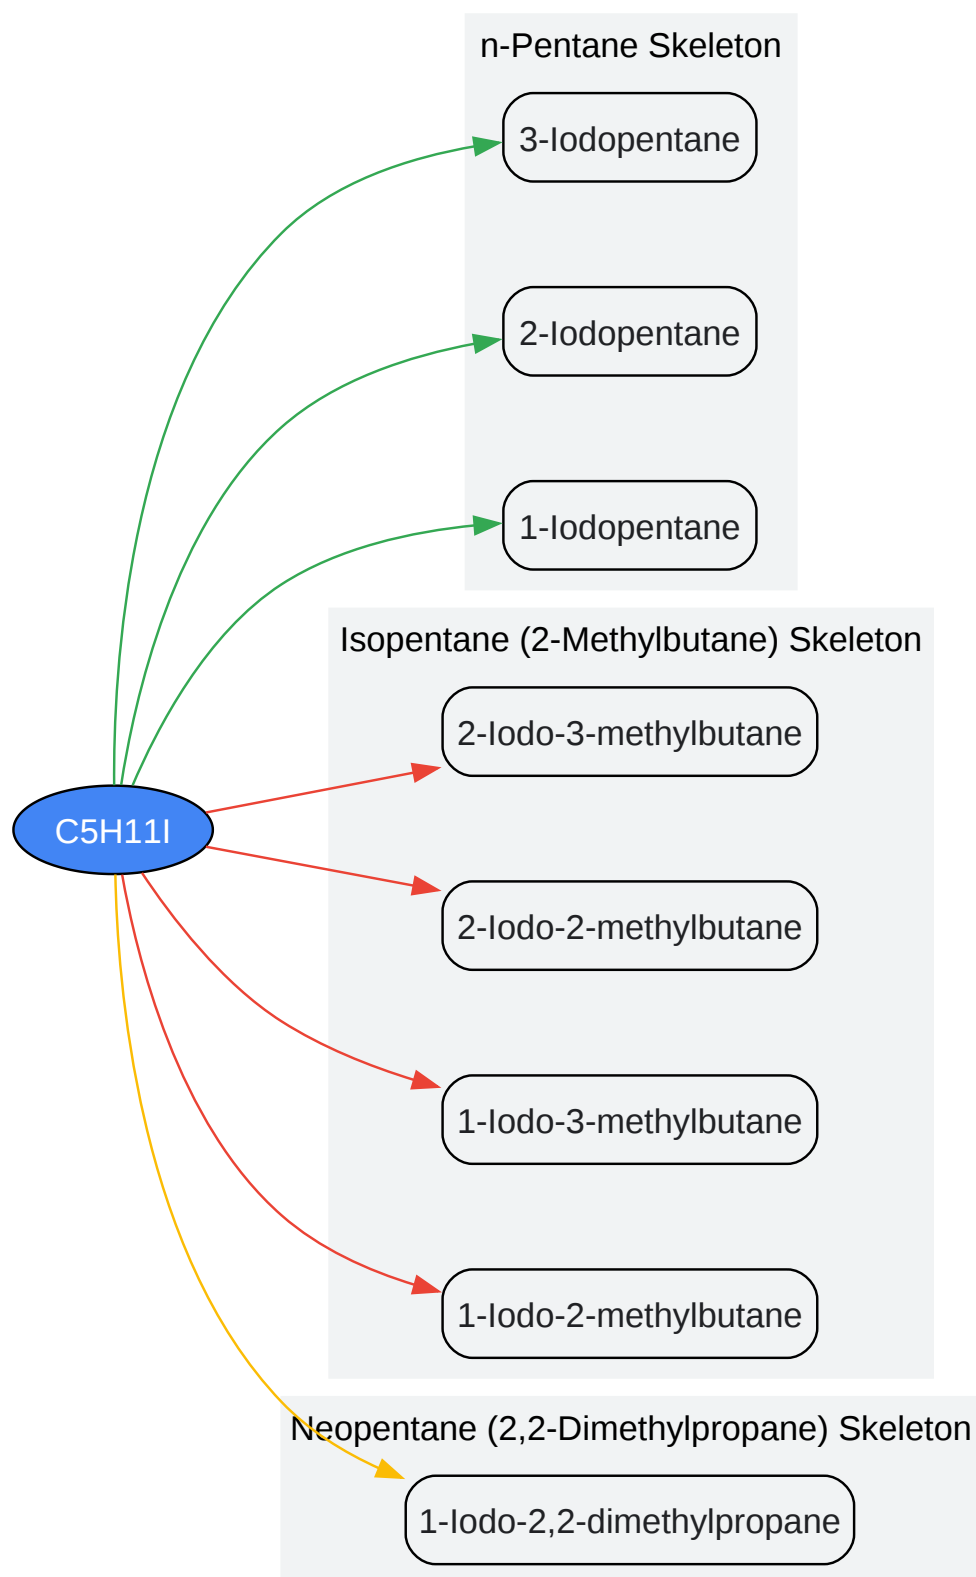 n-Pentane Skeleton
3-Iodopentane
2-Iodopentane
1-Iodopentane
Isopentane (2-Methylbutane) Skeleton
2-Iodo-3-methylbutane
C5H11I
2-Iodo-2-methylbutane
1-Iodo-3-methylbutane
1-Iodo-2-methylbutane
Neopentane (2,2-Dimethylpropane) Skeleton
1-Iodo-2,2-dimethylpropane